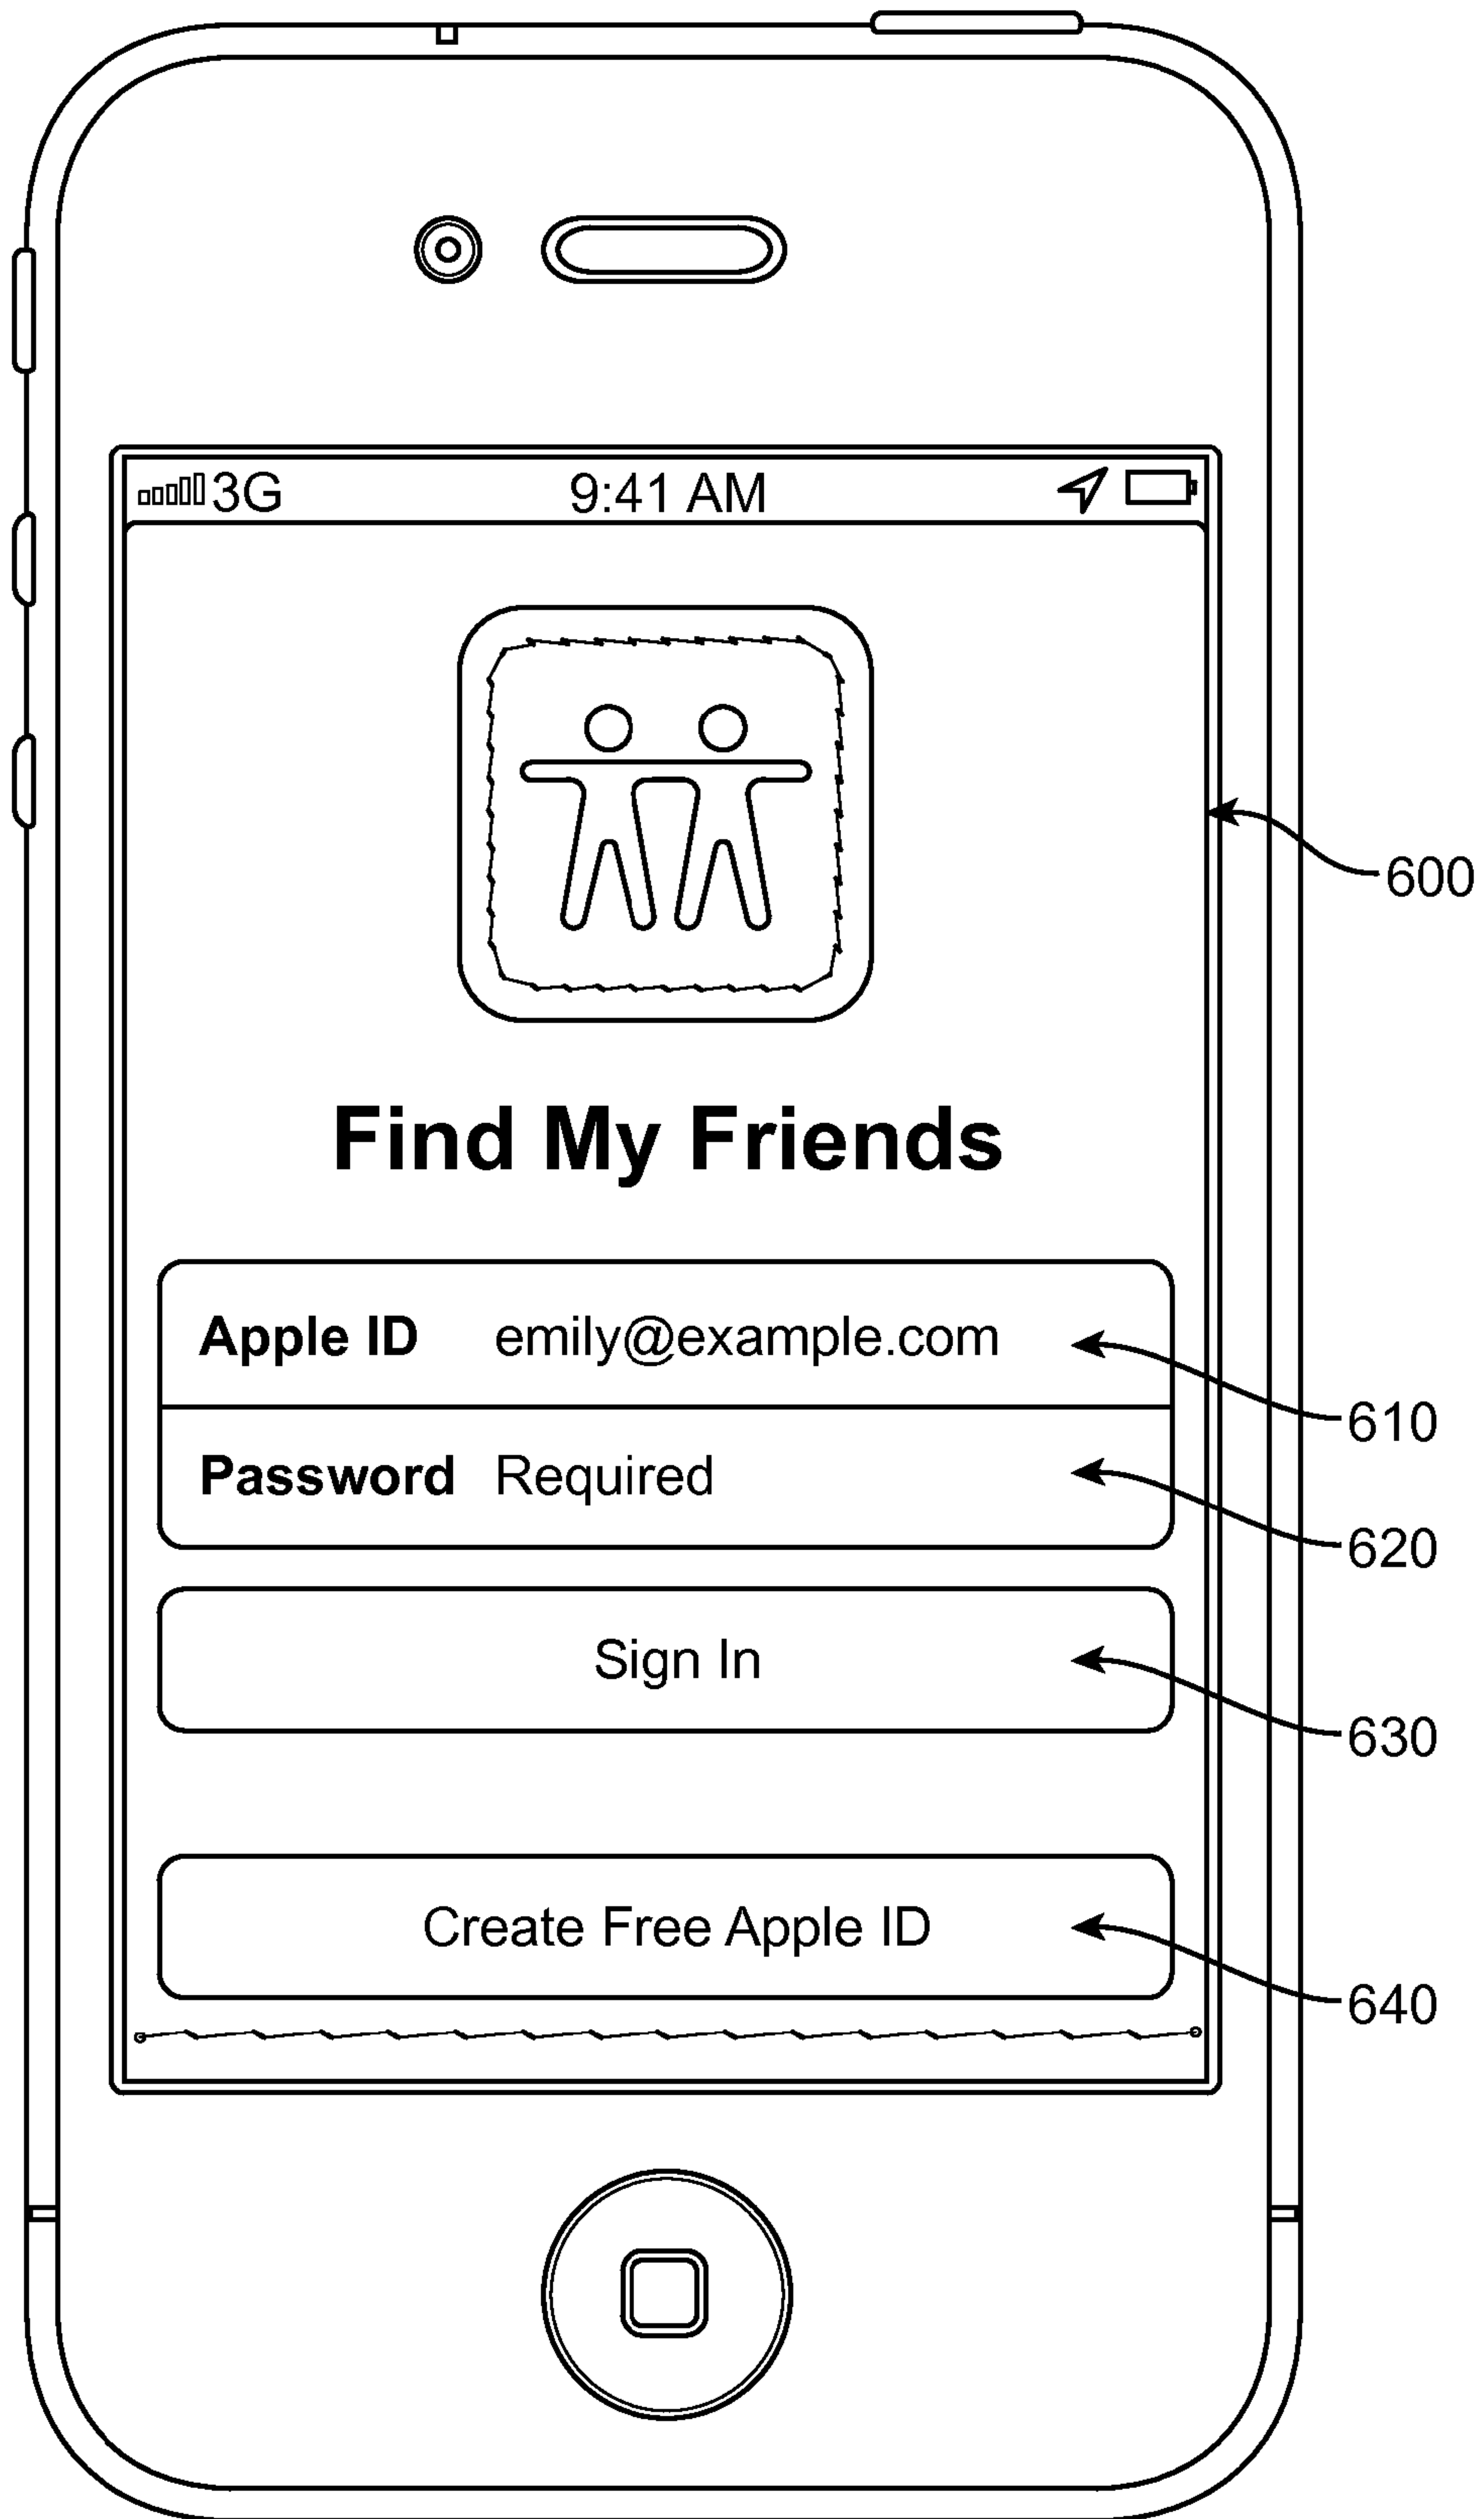 3G 9:41 AM
600
Find My Friends
Apple ID emily@example.com
610
Password Required
620
Sign In
630
Create Free Apple ID
640